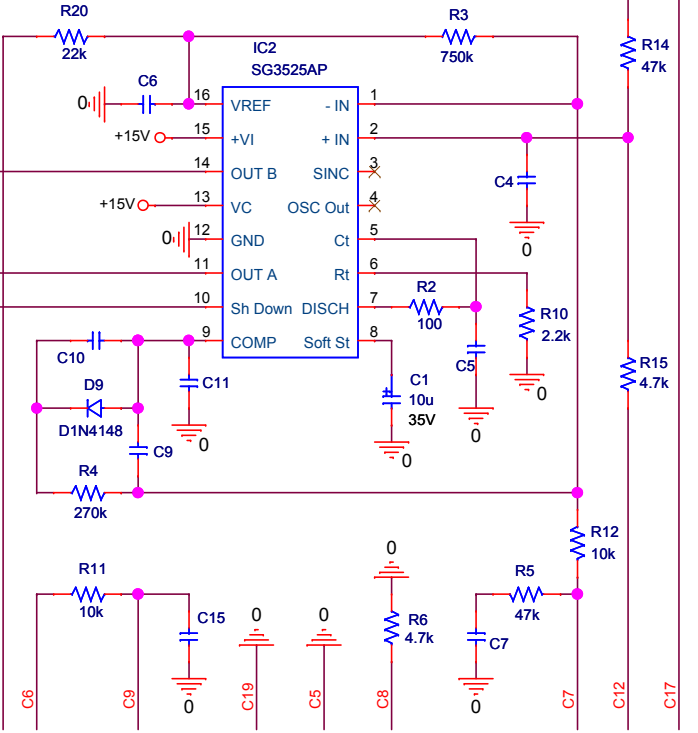 R20
22k
R3
750k
R14
47k
IC2
SG3525AP
C6
0
16
VREF
- IN
1
+15V
15
+VI
+ IN
2
14
OUT B
SINC
3
C4
0
+15V
13
VC
OSC Out
4
0
12
GND
Ct
5
11
OUT A
Rt
6
10
Sh Down
DISCH
7
R2
100
R10
2.2k
0
9
COMP
Soft St
8
C10
C11
0
C5
0
R15
4.7k
D9
D1N4148
C1
10u
35V
0
C9
R4
270k
R12
10k
R11
10k
C15
0
0
0
0
R6
4.7k
R5
47k
C7
0
C6
C9
C19
C5
C8
C7
C12
C17